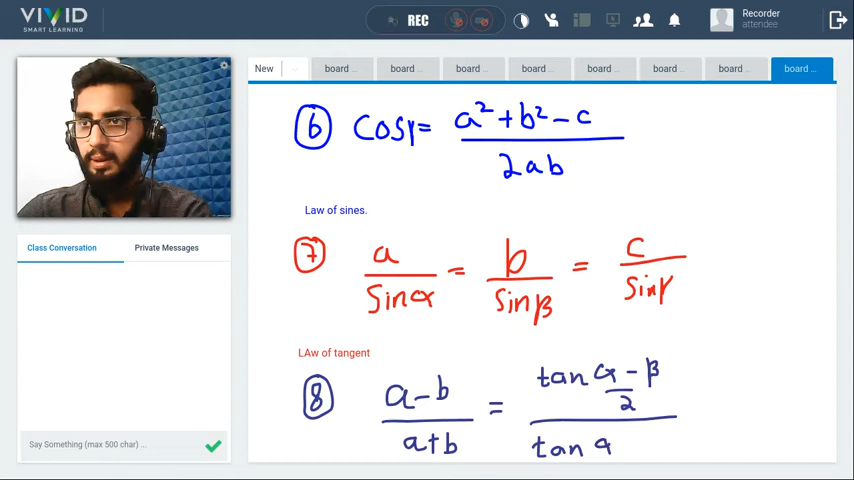 VIVID
SMART LEARNING
REC
Recorder
attendee
New
board ...
board ...
board ...
board ...
board ...
board ...
board ...
board ...
6 cosγ= a²+b²-c
2ab
Law of sines.
7 a/sinα = b/sinβ = c/sinγ
LAw of tangent
8 a-b/a+b = tan α-β/2
tan α
Class Conversation
Private Messages
Say Something (max 500 char) ...